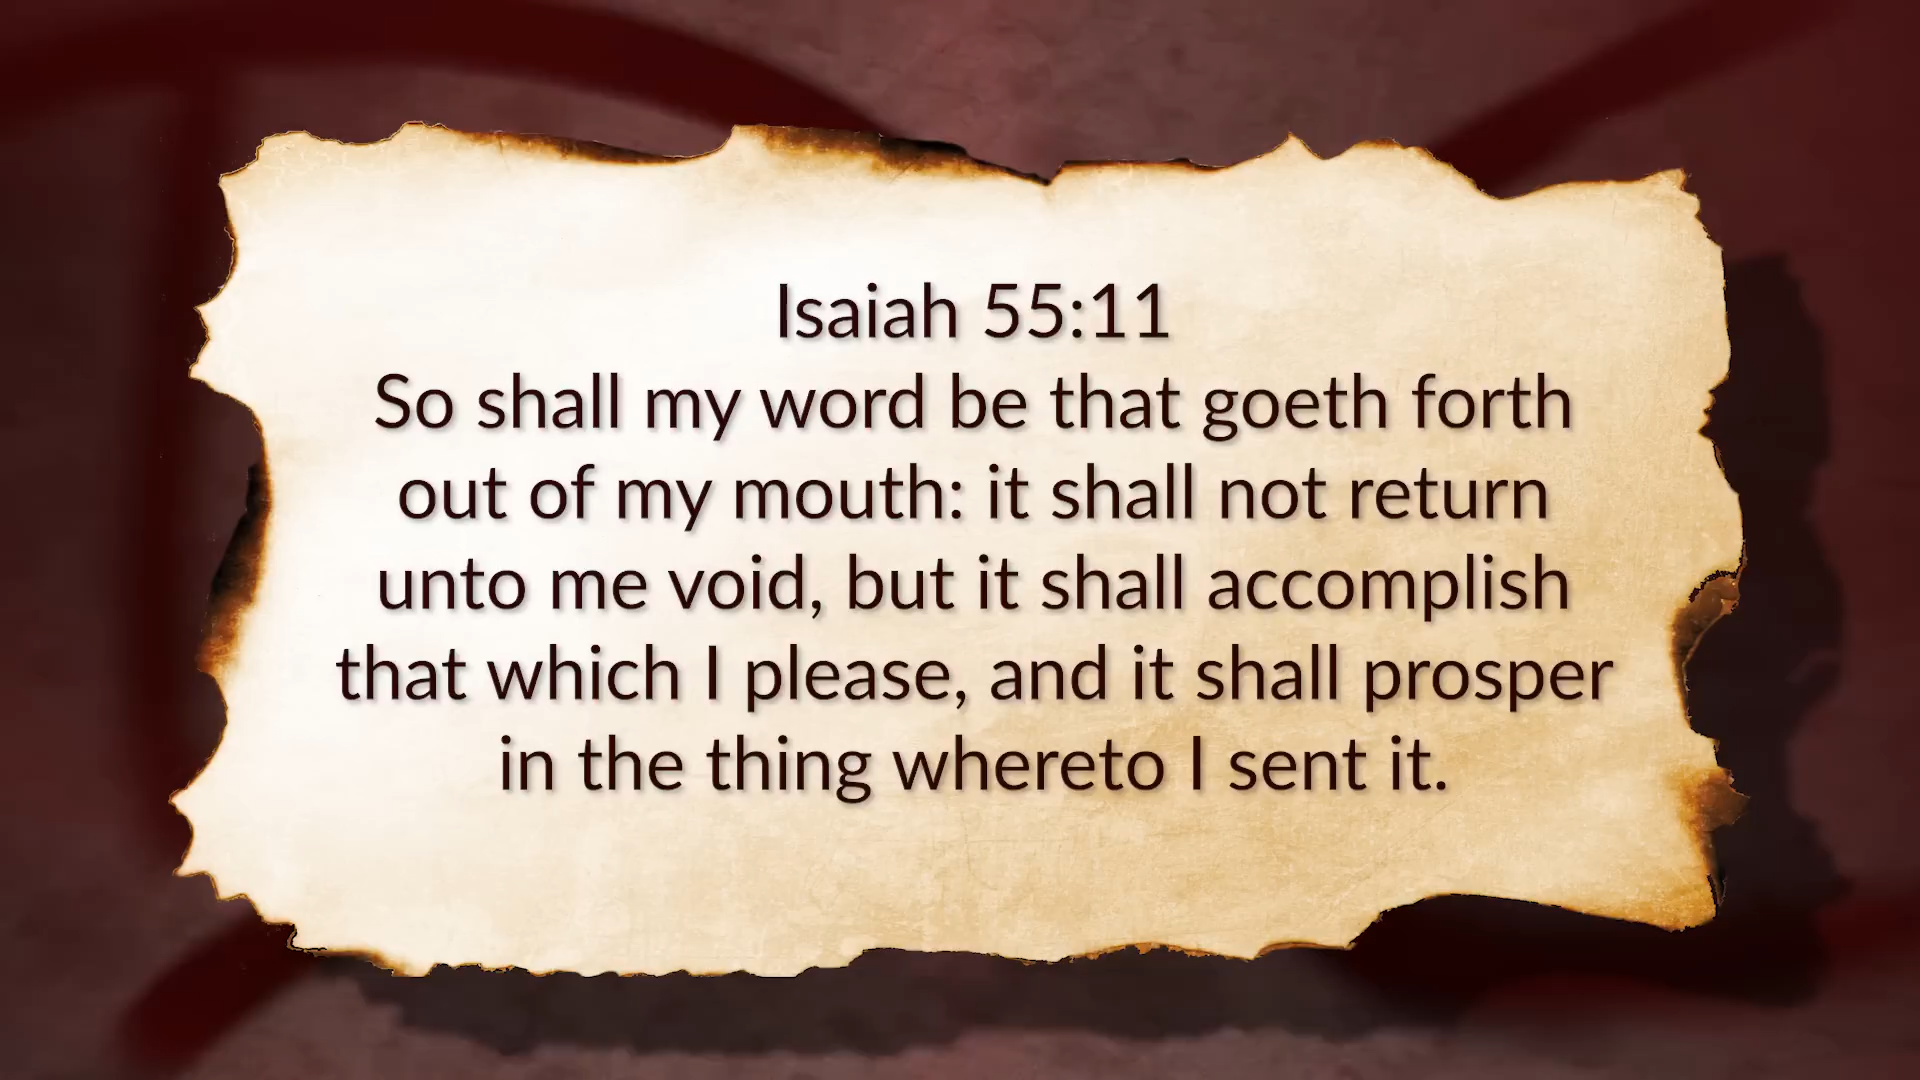 Isaiah 55:11
So shall my word be that goeth forth
out of my mouth: it shall not return
unto me void, but it shall accomplish
that which I please, and it shall prosper
in the thing whereto I sent it.